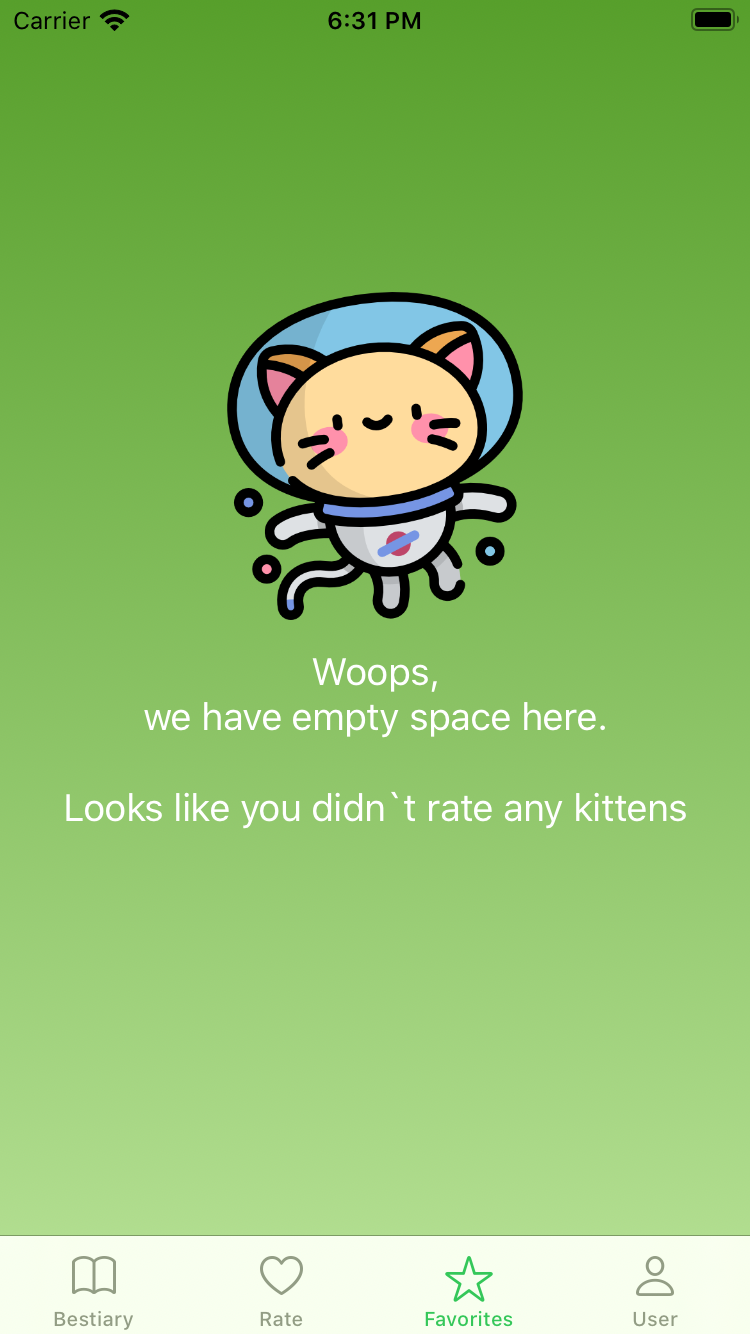 Carrier
6:31 PM
Woops,
we have empty space here.
Looks like you didn`t rate any kittens
Bestiary
Rate
Favorites
User